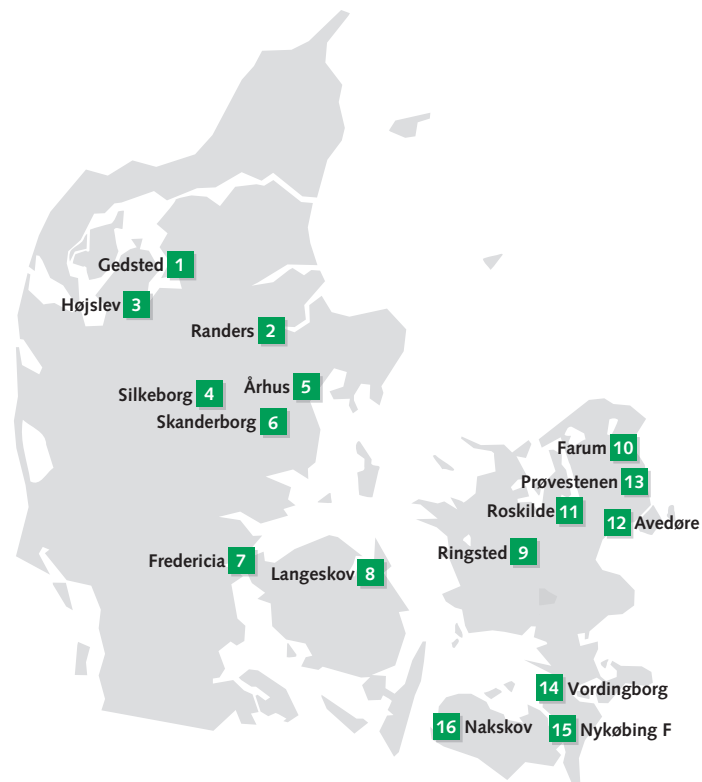 Gedsted 1
Højslev 3
Randers 2
Århus 5
Silkeborg 4
Skanderborg 6
Farum 10
Prøvestenen 13
Roskilde 11
12 Avedøre
Ringsted 9
Fredericia 7
Langeskov 8
14 Vordingborg
16 Nakskov
15 Nykøbing F